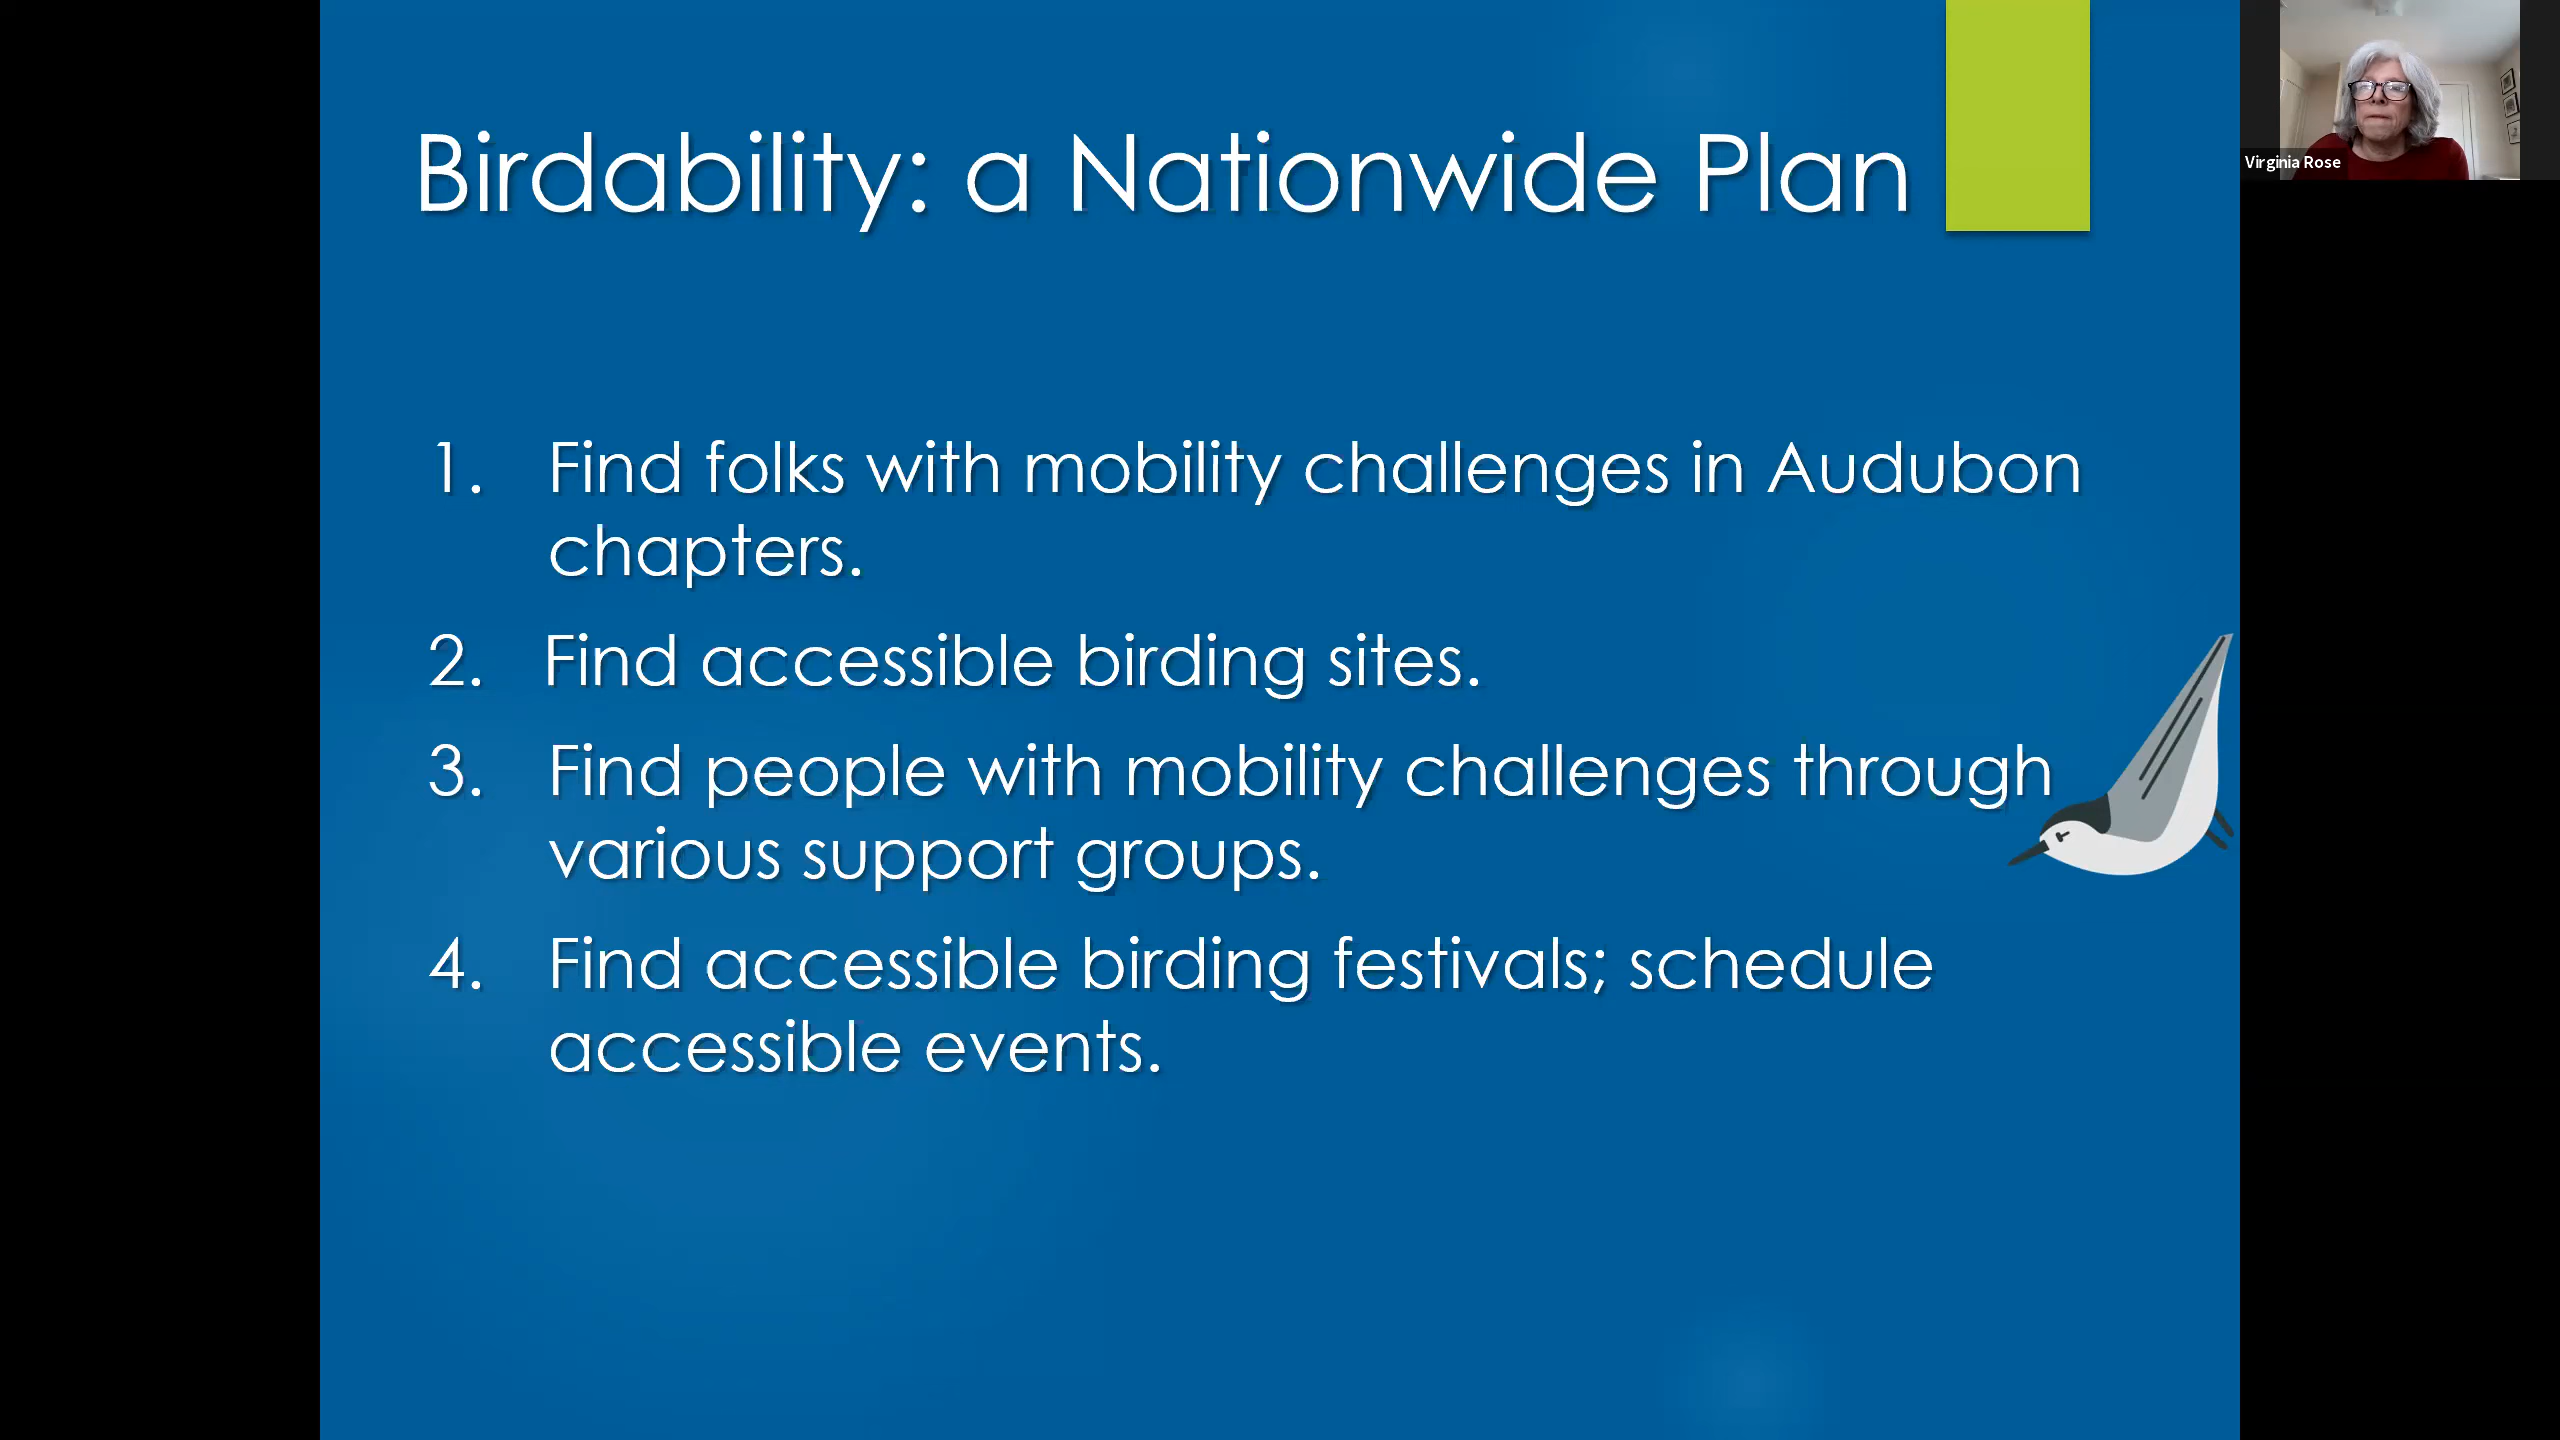 Birdability: a Nationwide Plan
Virginia Rose
1. Find folks with mobility challenges in Audubon
chapters.
2. Find accessible birding sites.
3. Find people with mobility challenges through
various support groups.
4. Find accessible birding festivals; schedule
accessible events.